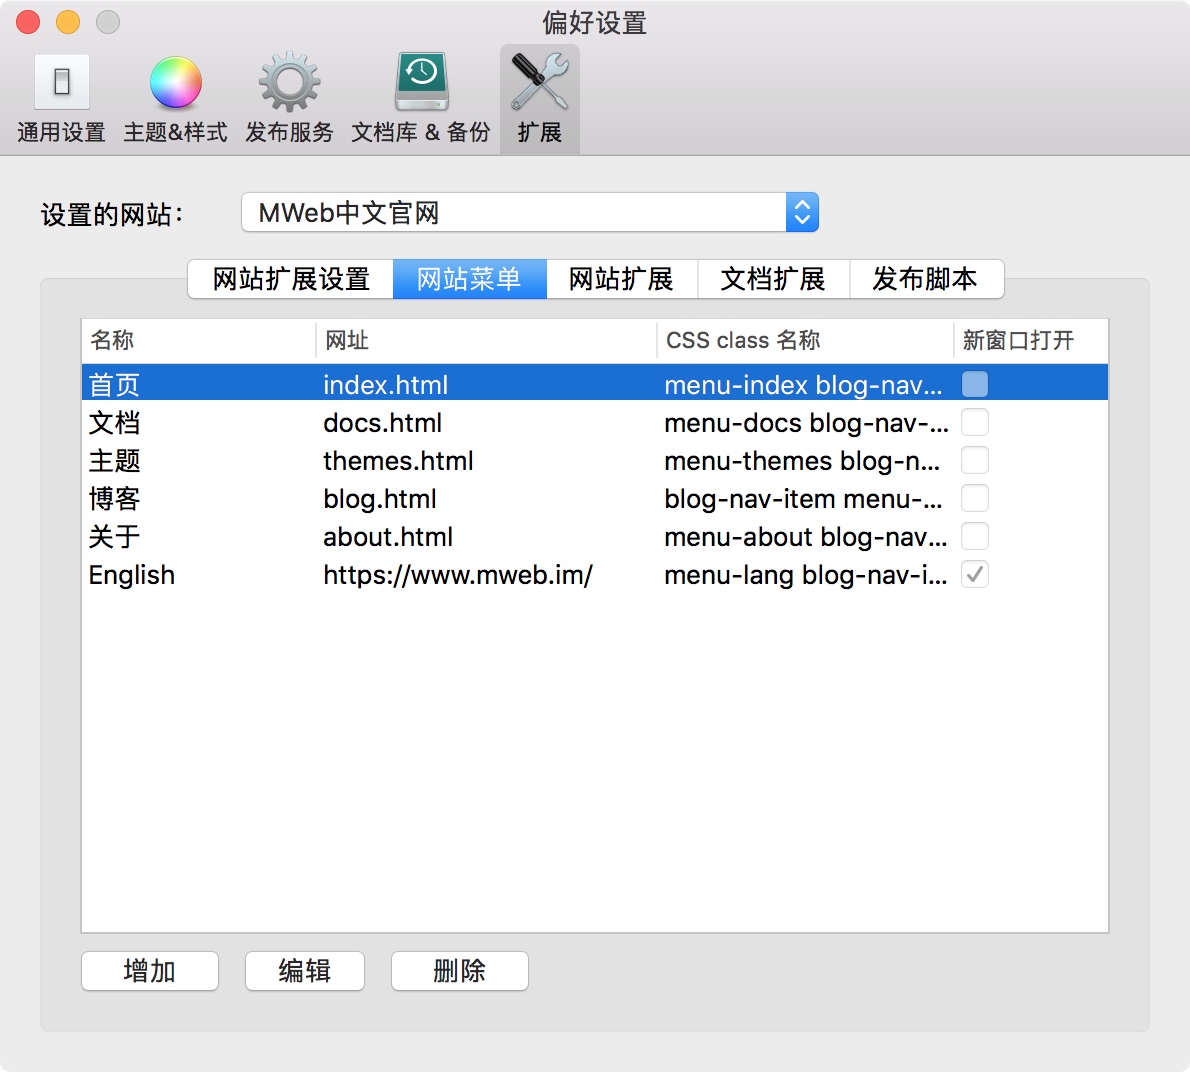 偏好设置
通用设置 主题&样式 发布服务 文档库 & 备份 扩展
设置的网站： MWeb中文官网
网站扩展设置 网站菜单 网站扩展 文档扩展 发布脚本
名称 网址 CSS class 名称 新窗口打开
首页 index.html menu-index blog-nav...
文档 docs.html menu-docs blog-nav-...
主题 themes.html menu-themes blog-n...
博客 blog.html blog-nav-item menu-...
关于 about.html menu-about blog-nav...
English https://www.mweb.im/ menu-lang blog-nav-i...
增加 编辑 删除